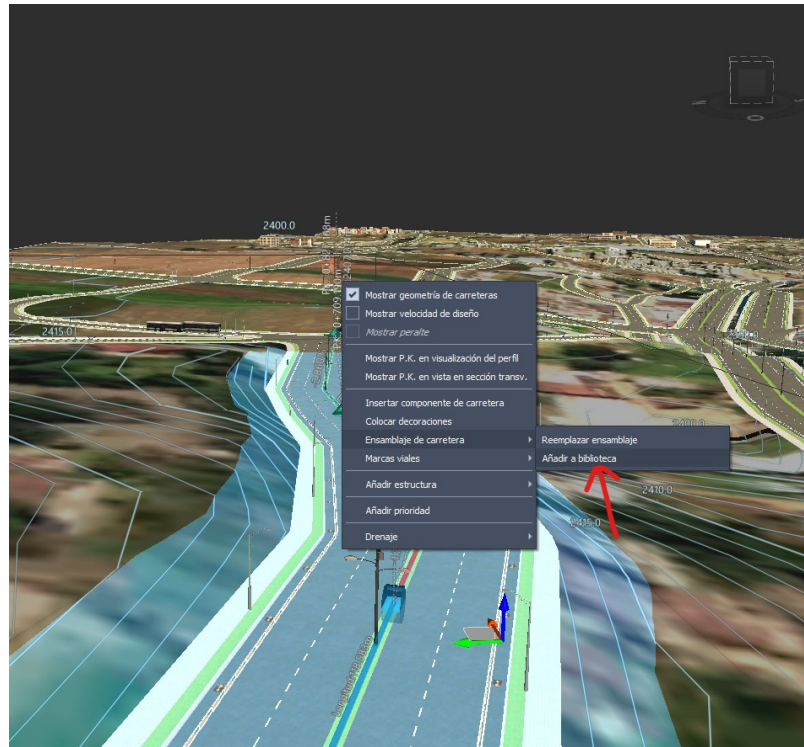 2400.0
2415.0
Mostrar geometría de carreteras
Mostrar velocidad de diseño
Mostrar peralte
Mostrar P.K. en visualización del perfil
Mostrar P.K. en vista en sección transv.
Insertar componente de carretera
Colocar decoraciones
Ensamblaje de carretera
Reemplazar ensamblaje
Marcas viales
Añadir a biblioteca
Añadir estructura
Añadir prioridad
Drenaje
2410.0
2415.0